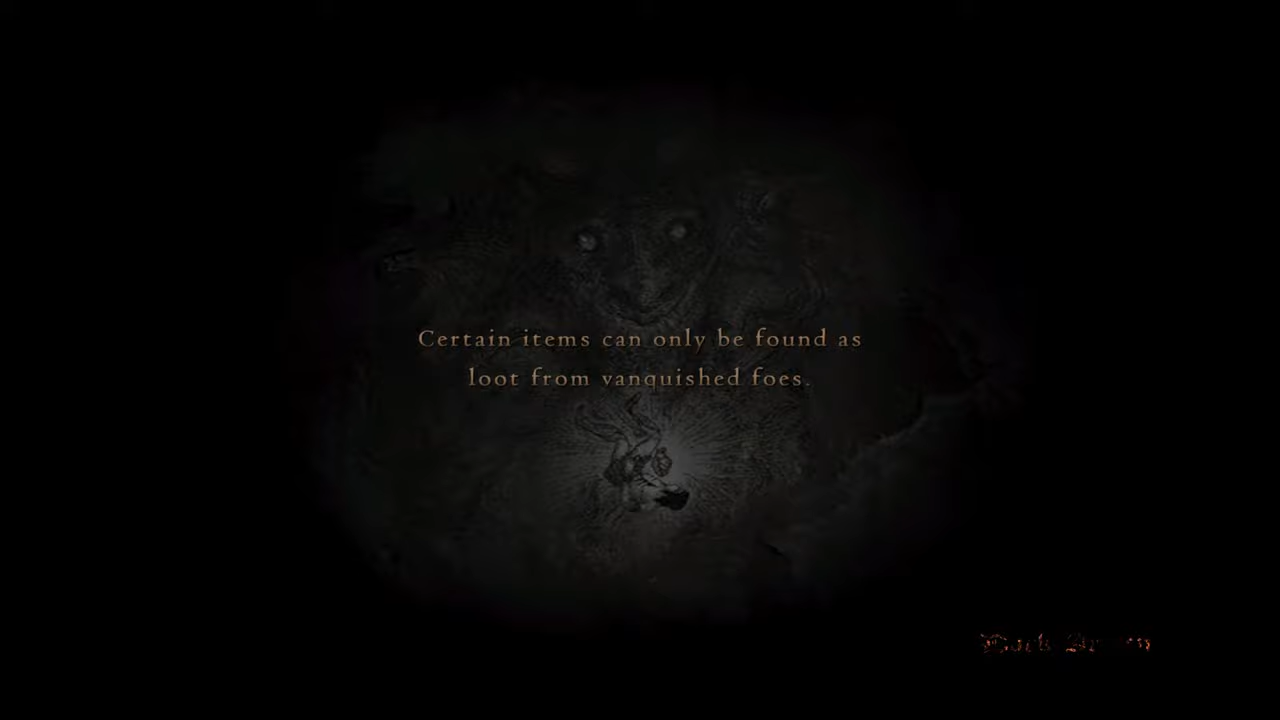 Certain items can only be found as
loot from vanquished foes.